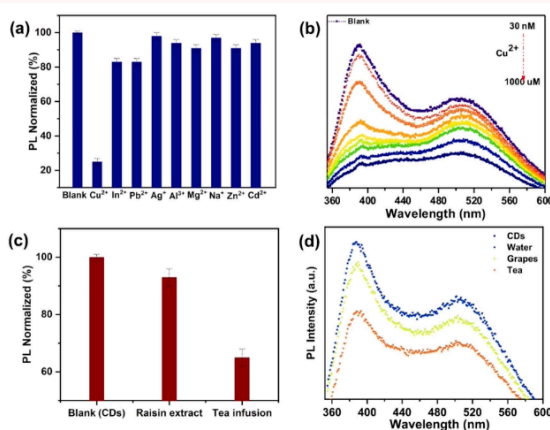 (a)
PL Normalized (%)
100
80
60
40
20
Blank Cu²⁺ In²⁺ Pb²⁺ Ag⁺ Al³⁺ Mg²⁺ Na⁺ Zn²⁺ Cd²⁺
(b)
Blank
30 nM
Cu²⁺
1000 uM
360 400 440 480 520 560 600
Wavelength (nm)
(c)
PL Normalized (%)
100
80
60
Blank (CDs) Raisin extract Tea infusion
(d)
CDs
Water
Grapes
Tea
PL Intensity (a.u.)
360 400 440 480 520 560 600
Wavelength (nm)